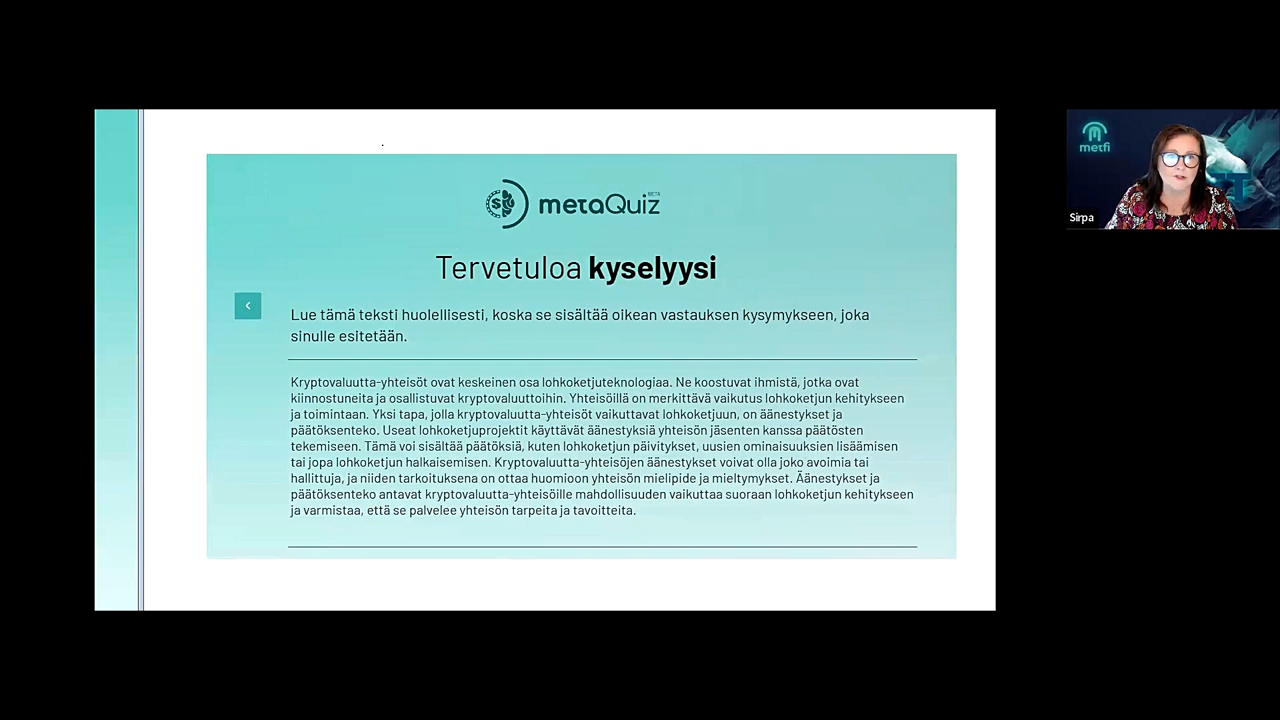 META
metaQuiz
Tervetuloa kyselyysi
Lue tämä teksti huolellisesti, koska se sisältää oikean vastauksen kysymykseen, joka
sinulle esitetään.
Kryptovaluutta-yhteisöt ovat keskeinen osa lohkoketjuteknologiaa. Ne koostuvat ihmistä, jotka ovat
kiinnostuneita ja osallistuvat kryptovaluuttoihin. Yhteisöillä on merkittävä vaikutus lohkoketjun kehitykseen
ja toimintaan. Yksi tapa, jolla kryptovaluutta-yhteisöt vaikuttavat lohkoketjuun, on äänestykset ja
päätöksenteko. Useat lohkoketjuprojektit käyttävät äänestyksiä yhteisön jäsenten kanssa päätösten
tekemiseen. Tämä voi sisältää päätöksiä, kuten lohkoketjun päivitykset, uusien ominaisuuksien lisäämisen
tai jopa lohkoketjun halkaisemisen. Kryptovaluutta-yhteisöjen äänestykset voivat olla joko avoimia tai
hallittuja, ja niiden tarkoituksena on ottaa huomioon yhteisön mielipide ja mieltymykset. Äänestykset ja
päätöksenteko antavat kryptovaluutta-yhteisöille mahdollisuuden vaikuttaa suoraan lohkoketjun kehitykseen
ja varmistaa, että se palvelee yhteisön tarpeita ja tavoitteita.
metfi
Sirpa